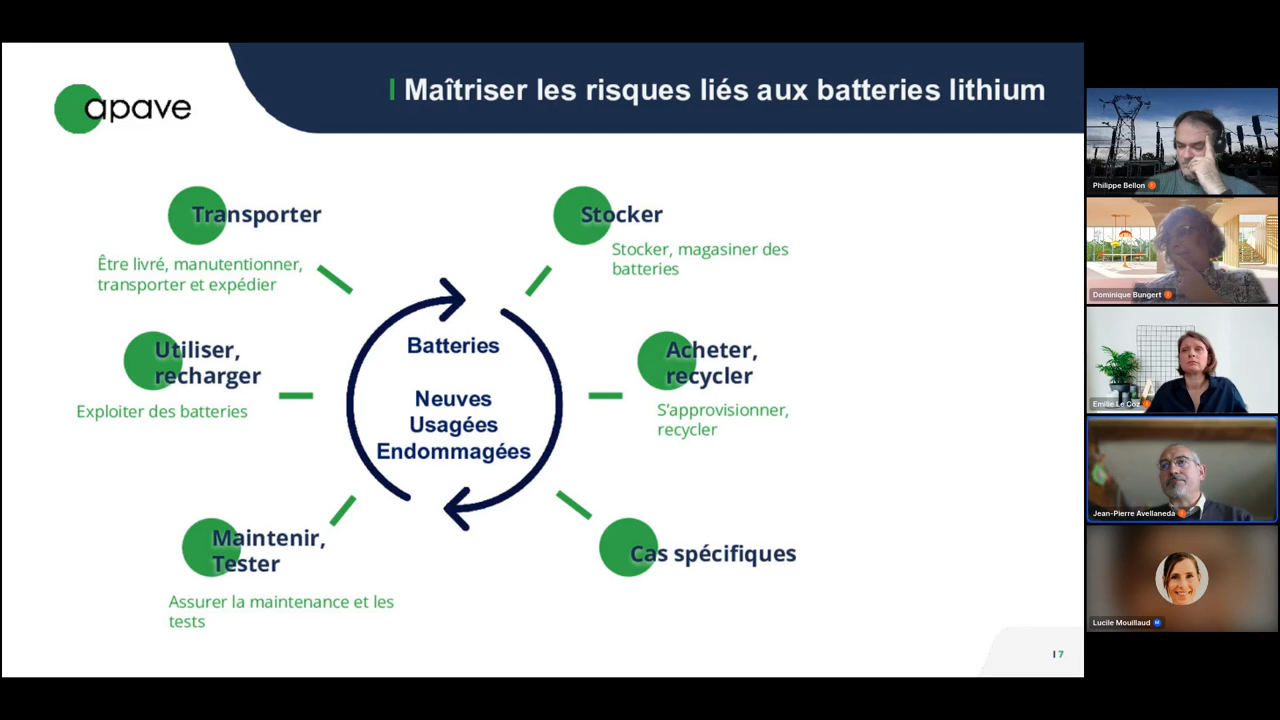 apave
I Maîtriser les risques liés aux batteries lithium
Transporter
Être livré, manutentionner,
transporter et expédier
Stocker
Stocker, magasiner des
batteries
Utiliser,
recharger
Exploiter des batteries
Batteries
Neuves
Usagées
Endommagées
Acheter,
recycler
S'approvisionner,
recycler
Maintenir,
Tester
Assurer la maintenance et les
tests
Cas spécifiques
I 7
Philippe Bellon
Dominique Bungert
Emilie Le Coz
Jean-Pierre Avellaneda
Lucile Mouillaud
M